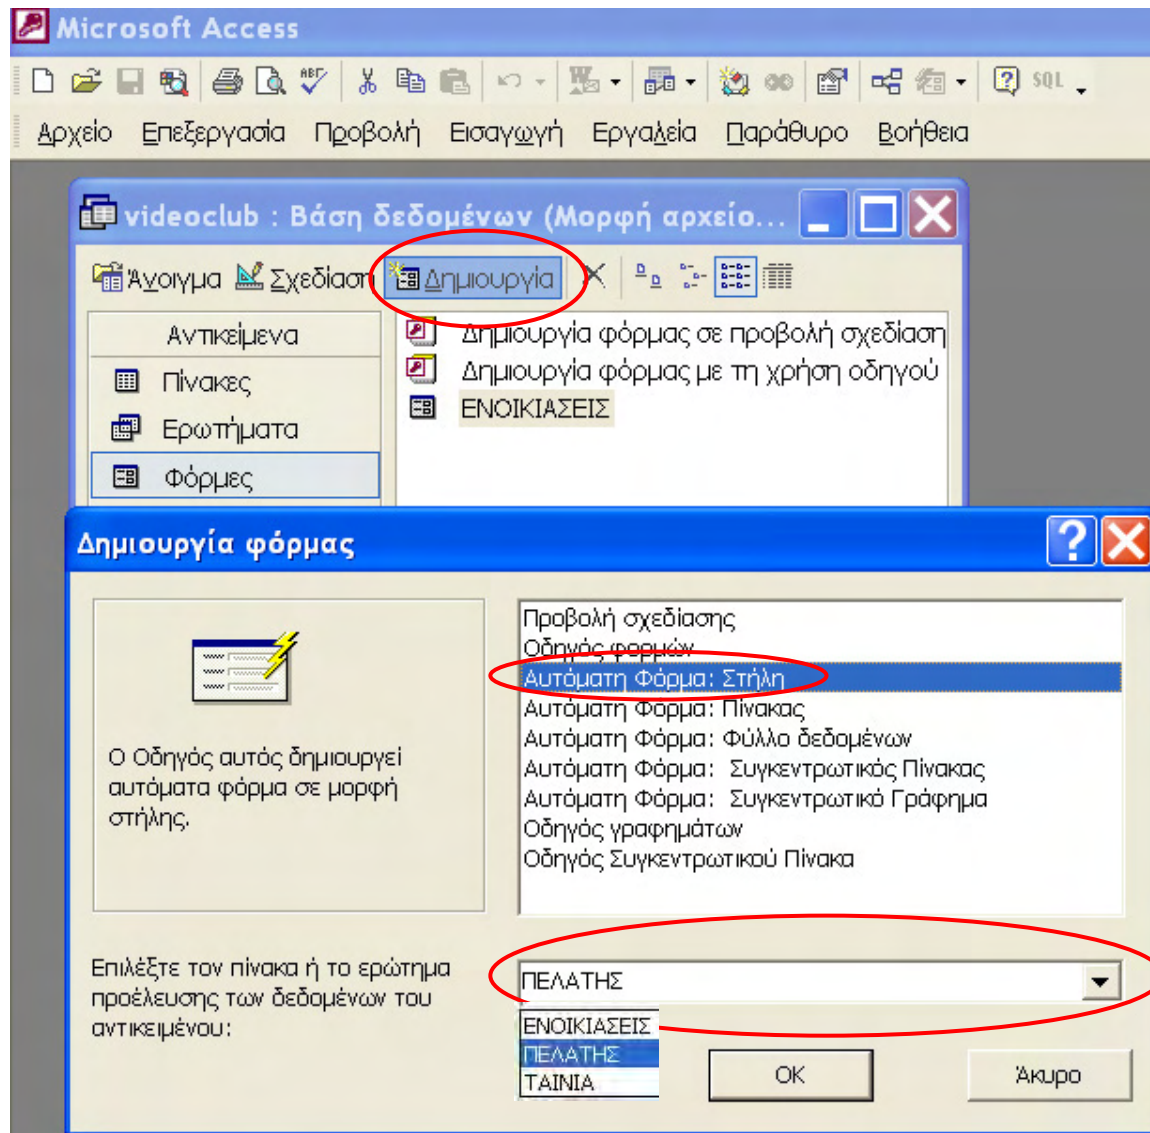 Microsoft Access
ABC
SQL
Αρχείο Επεξεργασία Προβολή Εισαγωγή Εργαλεία Παράθυρο Βοήθεια
videoclub : Βάση δεδομένων (Μορφή αρχείο...
Άνοιγμα Σχεδίαση Δημιουργία
Αντικείμενα
Πίνακες
Ερωτήματα
Φόρμες
Δημιουργία φόρμας σε προβολή σχεδίαση
Δημιουργία φόρμας με τη χρήση οδηγού
ΕΝΟΙΚΙΑΣΕΙΣ
Δημιουργία φόρμας
Ο Οδηγός αυτός δημιουργεί
αυτόματα φόρμα σε μορφή
στήλης.
Προβολή σχεδίασης
Οδηγός φορμών
Αυτόματη Φόρμα: Στήλη
Αυτόματη Φόρμα: Πίνακας
Αυτόματη Φόρμα: Φύλλο δεδομένων
Αυτόματη Φόρμα: Συγκεντρωτικός Πίνακας
Αυτόματη Φόρμα: Συγκεντρωτικό Γράφημα
Οδηγός γραφημάτων
Οδηγός Συγκεντρωτικού Πίνακα
Επιλέξτε τον πίνακα ή το ερώτημα
προέλευσης των δεδομένων του
αντικειμένου:
ΠΕΛΑΤΗΣ
ΕΝΟΙΚΙΑΣΕΙΣ
ΠΕΛΑΤΗΣ
ΤΑΙΝΙΑ
OK
Άκυρο